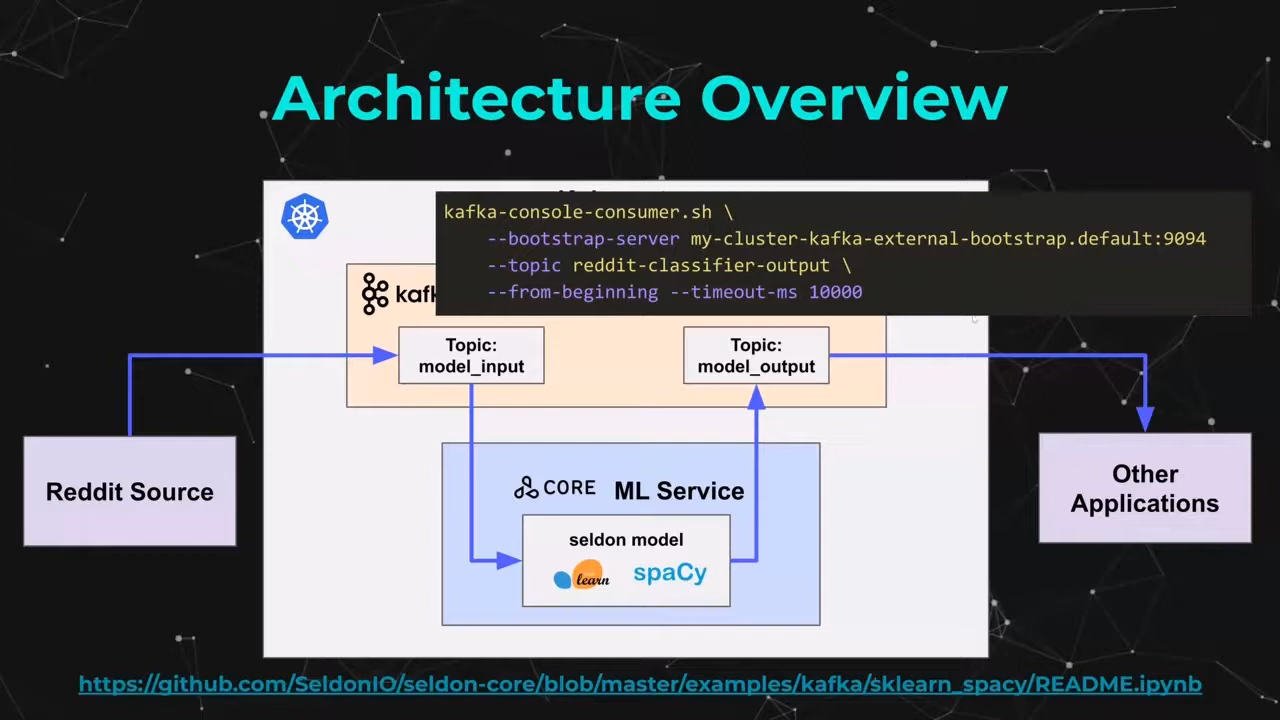 Architecture Overview
kafka-console-consumer.sh \
--bootstrap-server my-cluster-kafka-external-bootstrap.default:9094
--topic reddit-classifier-output \
--from-beginning --timeout-ms 10000
Topic:
model_input
Topic:
model_output
Reddit Source
CORE ML Service
seldon model
learn spaCy
Other
Applications
https://github.com/SeldonIO/seldon-core/blob/master/examples/kafka/sklearn_spacy/README.ipynb